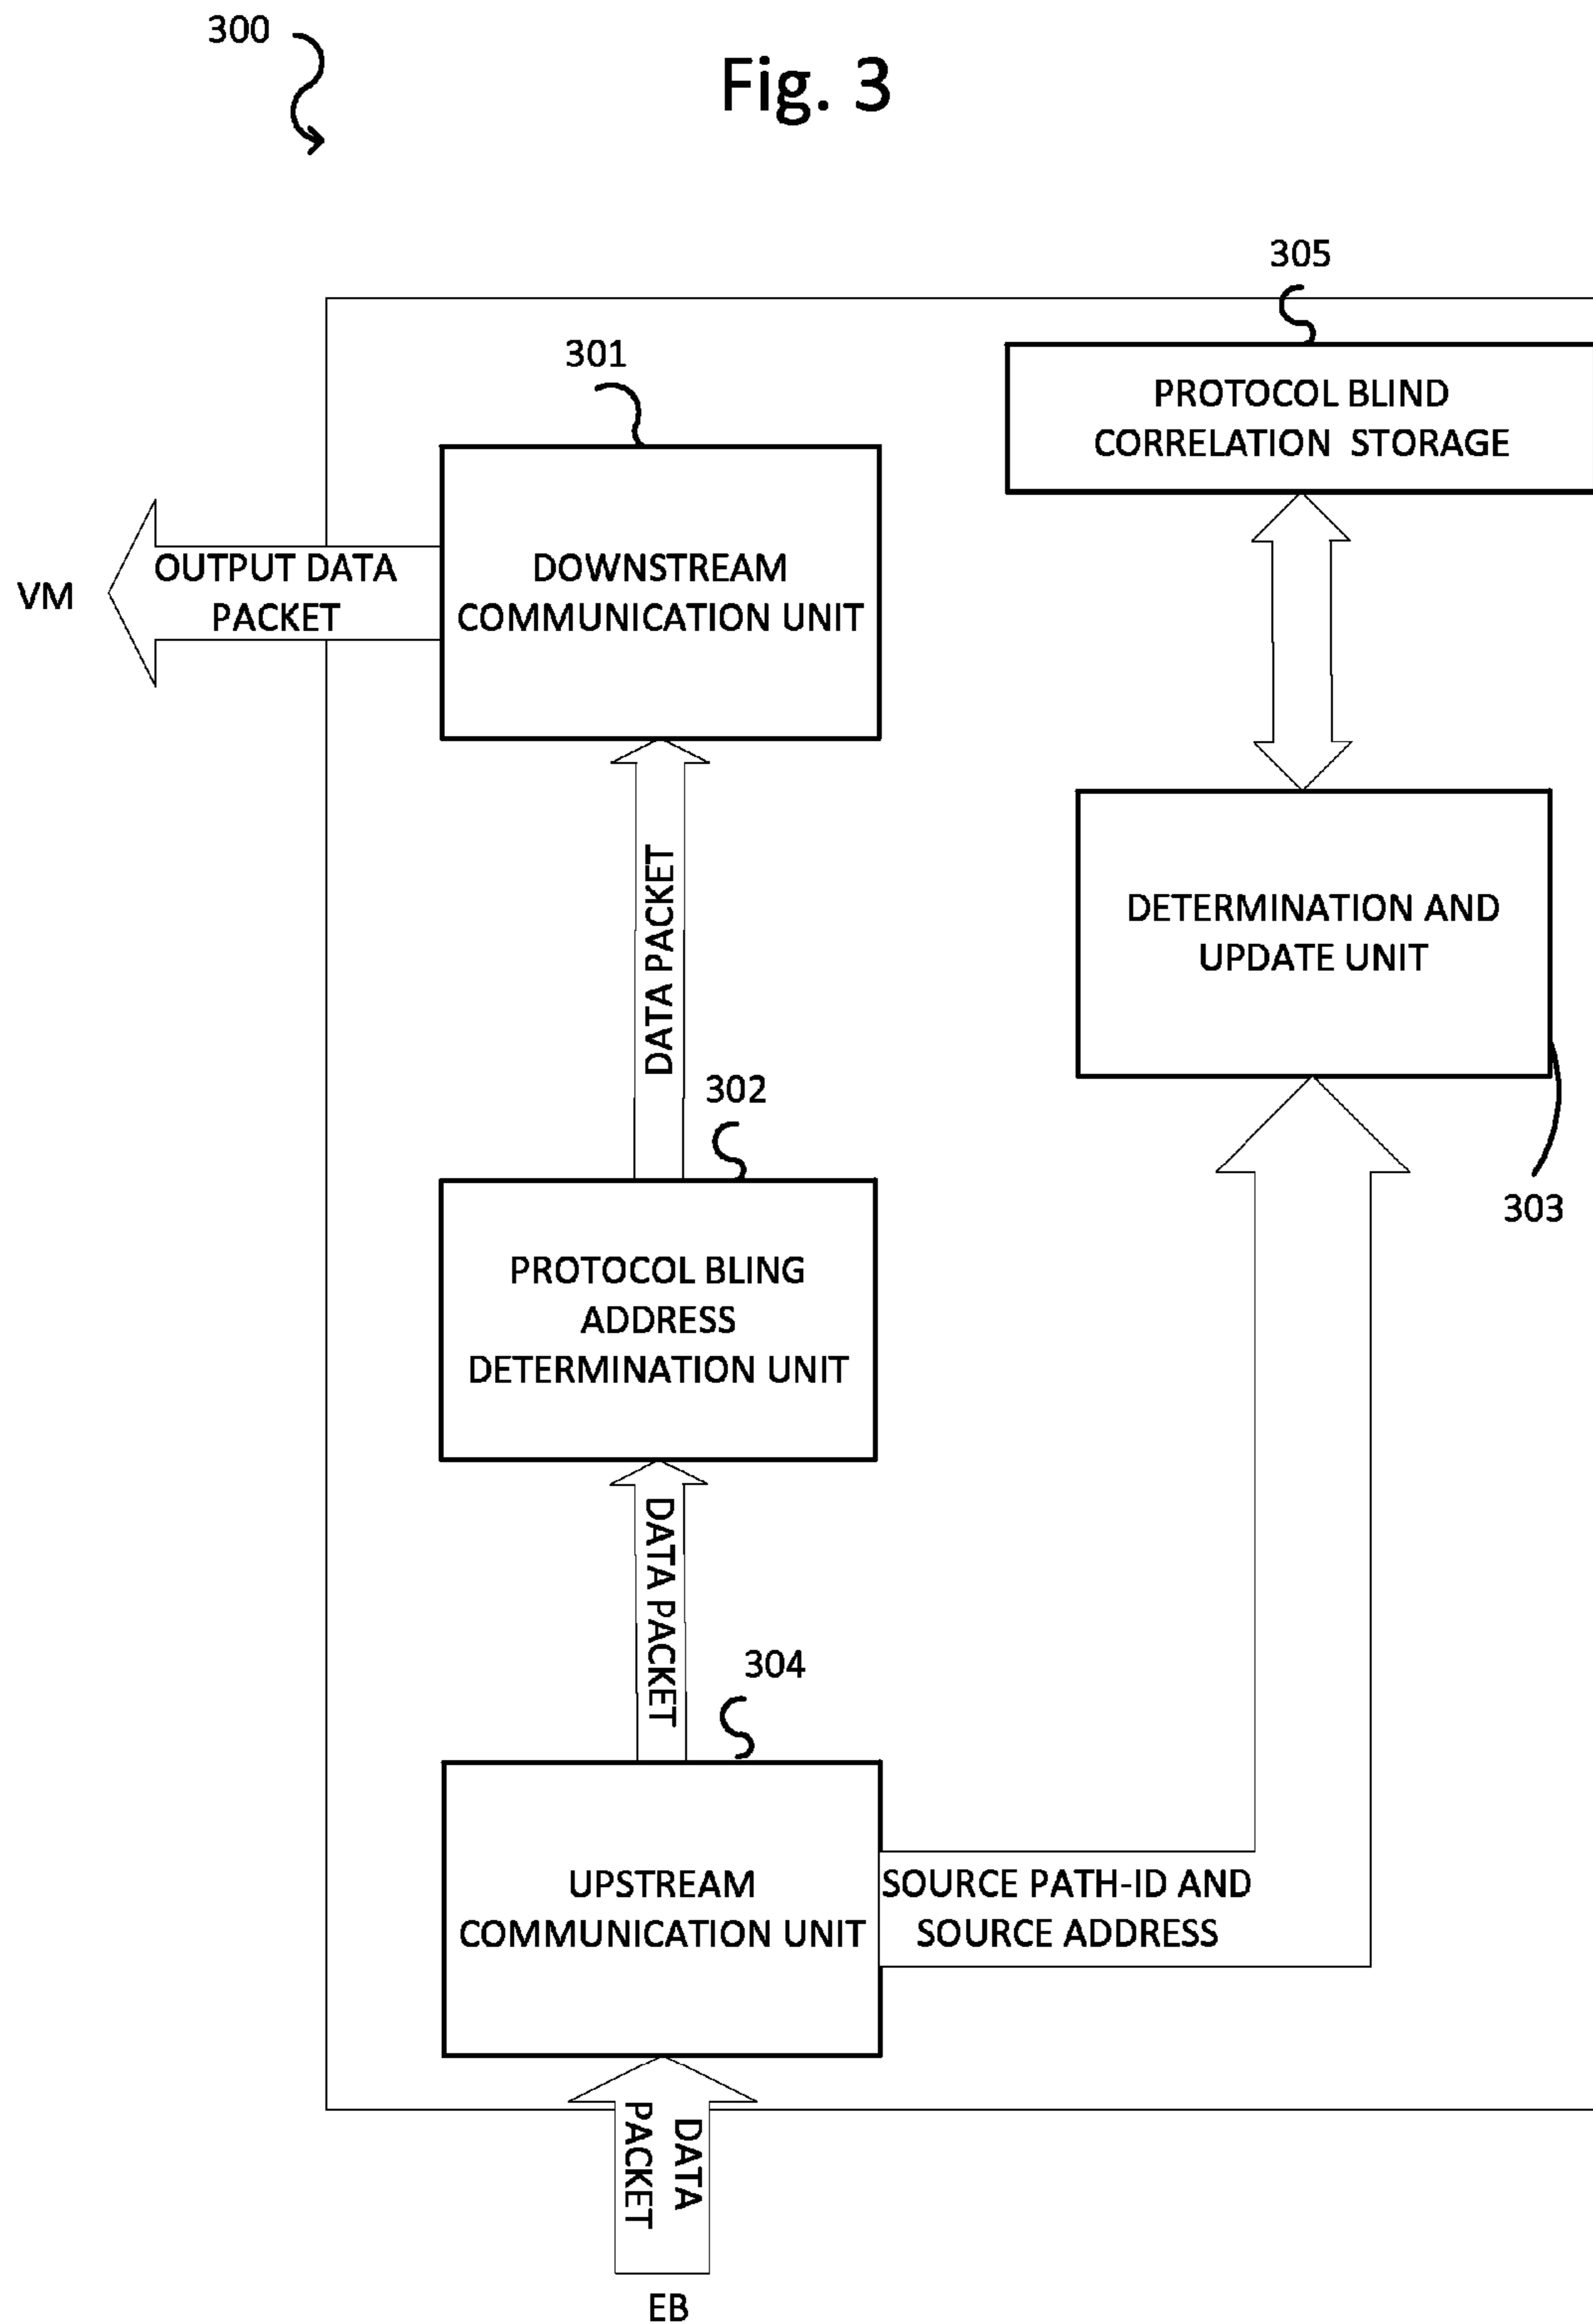 300
Fig. 3
305
PROTOCOL BLIND
CORRELATION STORAGE
301
DOWNSTREAM
COMMUNICATION UNIT
OUTPUT DATA
PACKET
VM
DETERMINATION AND
UPDATE UNIT
303
DATA PACKET
302
PROTOCOL BLING
ADDRESS
DETERMINATION UNIT
DATA PACKET
304
UPSTREAM
COMMUNICATION UNIT
SOURCE PATH-ID AND
SOURCE ADDRESS
DATA
PACKET
EB